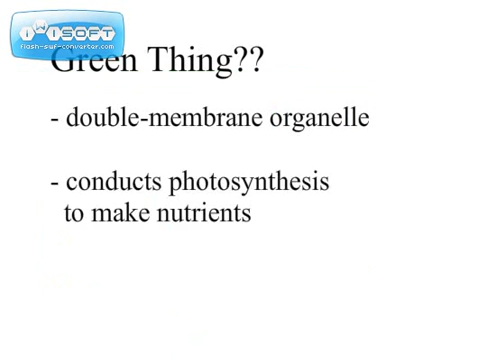 iWiSOFT
flash-swf-converter.com
Green Thing??
- double-membrane organelle
- conducts photosynthesis
to make nutrients